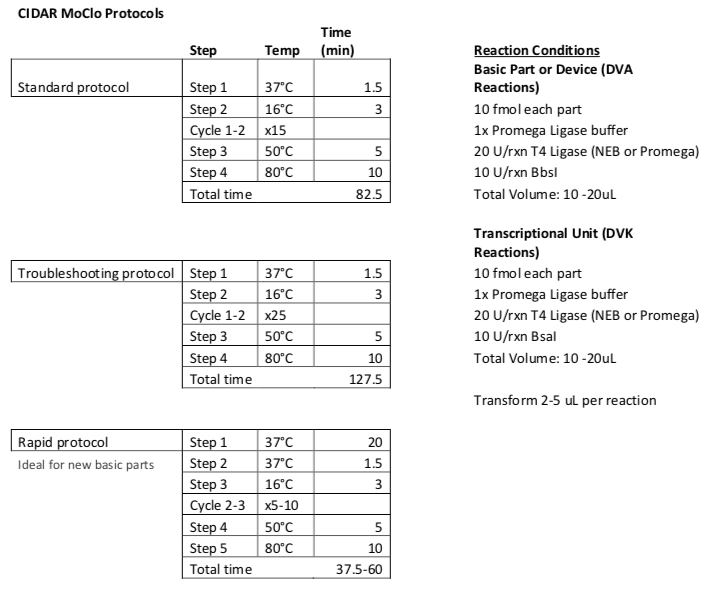 CIDAR MoClo Protocols
Step Temp Time (min)
Standard protocol Step 1 37°C 1.5
Step 2 16°C 3
Cycle 1-2 x15
Step 3 50°C 5
Step 4 80°C 10
Total time 82.5
Troubleshooting protocol Step 1 37°C 1.5
Step 2 16°C 3
Cycle 1-2 x25
Step 3 50°C 5
Step 4 80°C 10
Total time 127.5
Rapid protocol Step 1 37°C 20
Ideal for new basic parts Step 2 37°C 1.5
Step 3 16°C 3
Cycle 2-3 x5-10
Step 4 50°C 5
Step 5 80°C 10
Total time 37.5-60
Reaction Conditions
Basic Part or Device (DVA
Reactions)
10 fmol each part
1x Promega Ligase buffer
20 U/rxn T4 Ligase (NEB or Promega)
10 U/rxn BbsI
Total Volume: 10 -20uL
Transcriptional Unit (DVK
Reactions)
10 fmol each part
1x Promega Ligase buffer
20 U/rxn T4 Ligase (NEB or Promega)
10 U/rxn BsaI
Total Volume: 10 -20uL
Transform 2-5 uL per reaction